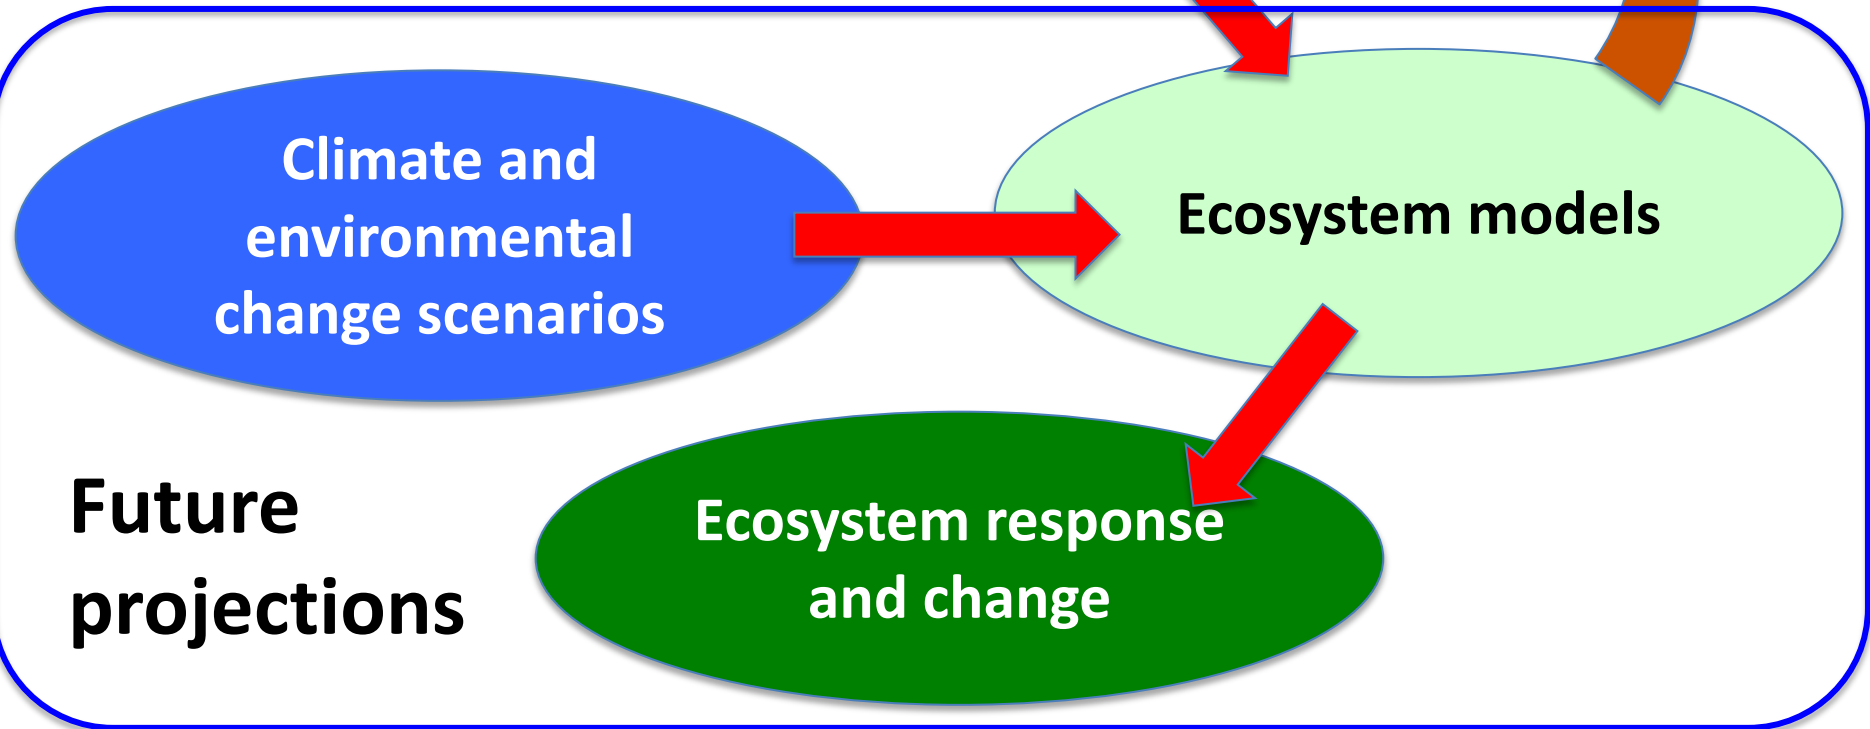 Climate and
environmental
change scenarios
Ecosystem models
Ecosystem response
and change
Future
projections